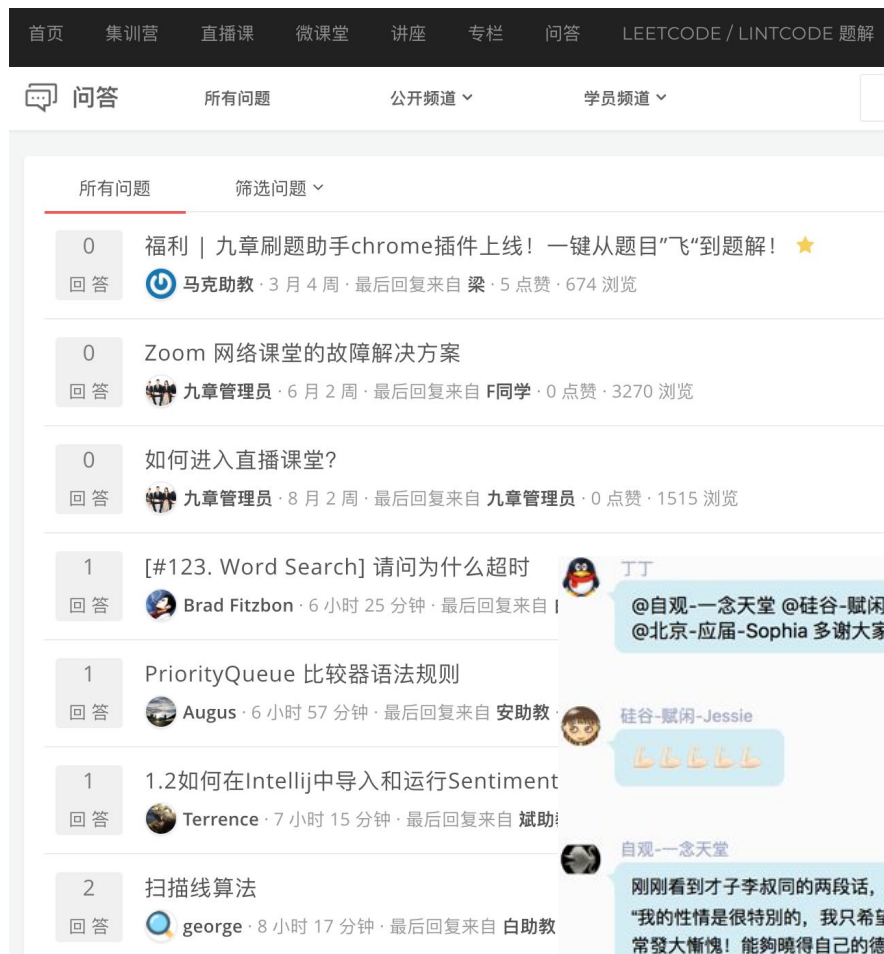 首页 集训营 直播课 微课堂 讲座 专栏 问答 LEETCODE / LINTCODE 题解
问答 所有问题 公开频道 学员频道
所有问题 筛选问题
0 福利 | 九章刷题助手chrome插件上线！一键从题目”飞“到题解！
回答 马克助教 · 3 月 4 周 · 最后回复来自 梁 · 5 点赞 · 674 浏览
0 Zoom 网络课堂的故障解决方案
回答 九章管理员 · 6 月 2 周 · 最后回复来自 F同学 · 0 点赞 · 3270 浏览
0 如何进入直播课堂？
回答 九章管理员 · 8 月 2 周 · 最后回复来自 九章管理员 · 0 点赞 · 1515 浏览
1 [#123. Word Search] 请问为什么超时
回答 Brad Fitzbon · 6 小时 25 分钟 · 最后回复来自
1 PriorityQueue 比较器语法规则
回答 Augus · 6 小时 57 分钟 · 最后回复来自 安助教 ·
1 1.2如何在Intellij中导入和运行Sentiment
回答 Terrence · 7 小时 15 分钟 · 最后回复来自 斌助
2 扫描线算法
回答 george · 8 小时 17 分钟 · 最后回复来自 白助教
丁丁
@自观-一念天堂 @硅谷-赋闲
@北京-应届-Sophia 多谢大家
硅谷-赋闲-Jessie
自观-一念天堂
刚刚看到才子李叔同的两段话，
“我的性情是很特别的，我只希望
常發大慚愧！能夠曉得自己的德